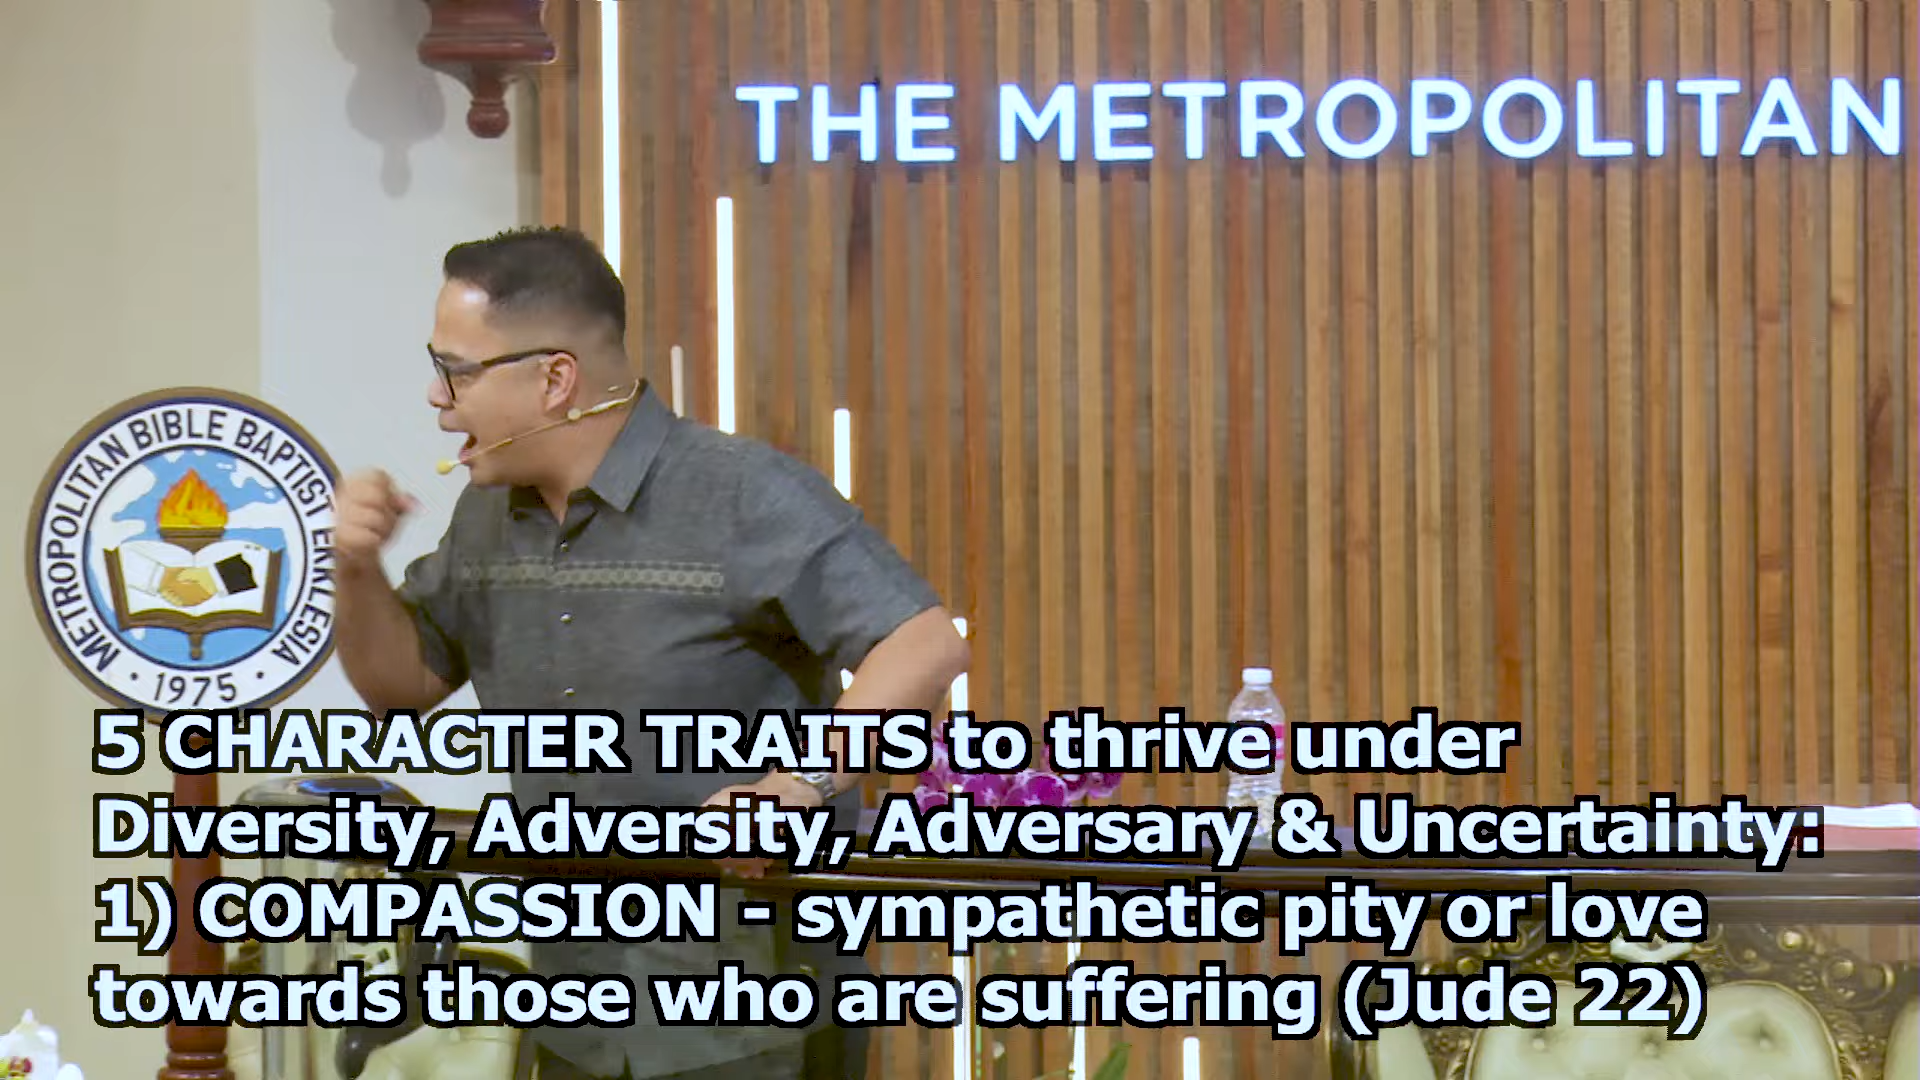 THE METROPOLITAN
METROPOLITAN BIBLE BAPTIST EKKLESIA
· 1975 ·
5 CHARACTER TRAITS to thrive under
Diversity, Adversity, Adversary & Uncertainty:
1) COMPASSION - sympathetic pity or love
towards those who are suffering (Jude 22)